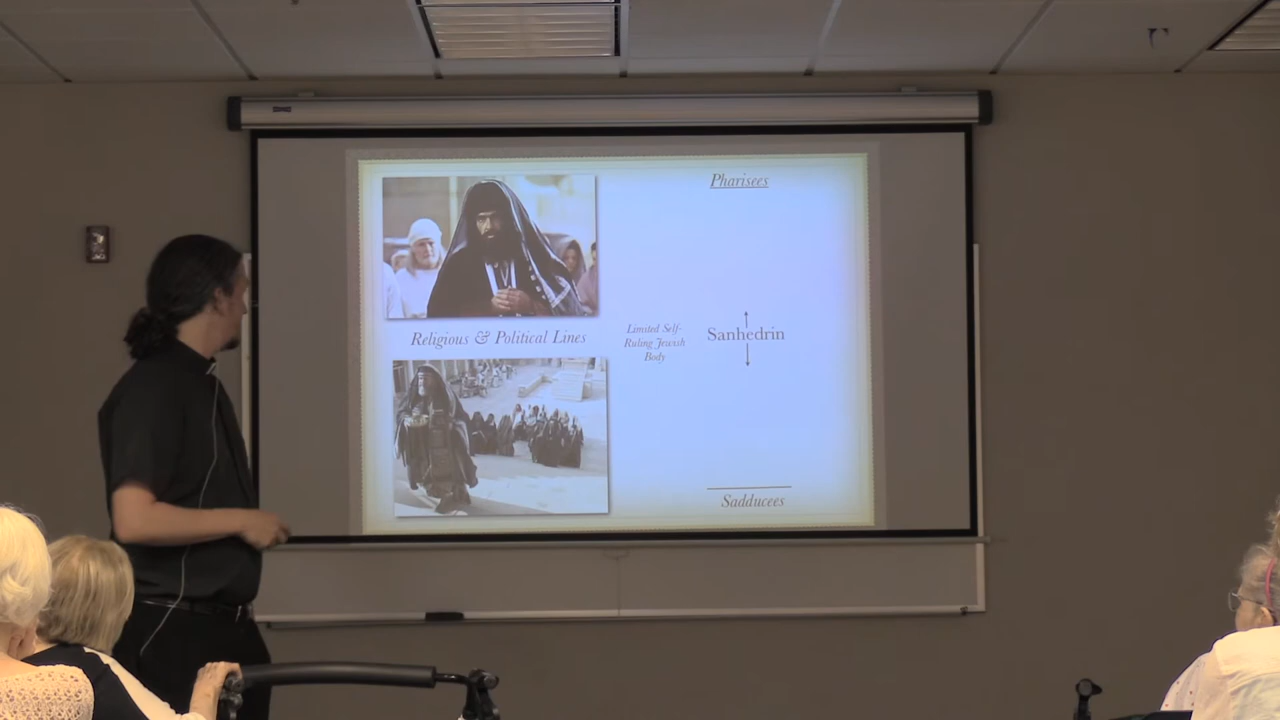 Pharisees
Religious & Political Lines
Limited Self-
Ruling Jewish
Body
Sanhedrin
Sadducees